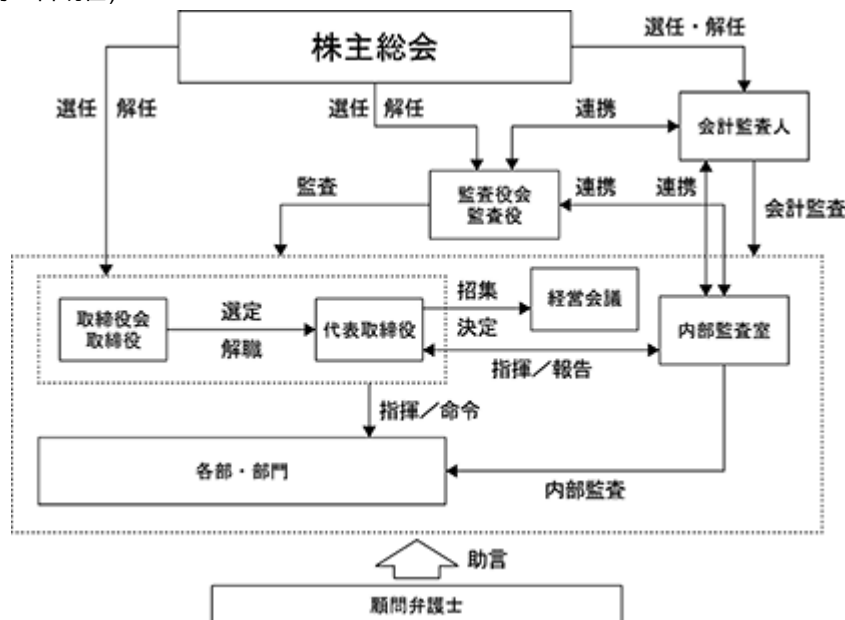 株主総会
選任・解任
選任 解任
選任 解任
連携
会計監査人
監査
監査役会
監査役
連携
連携
会計監査
取締役会
取締役
選定
解職
代表取締役
招集
決定
経営会議
内部監査室
指揮／報告
指揮／命令
各部・部門
内部監査
助言
顧問弁護士